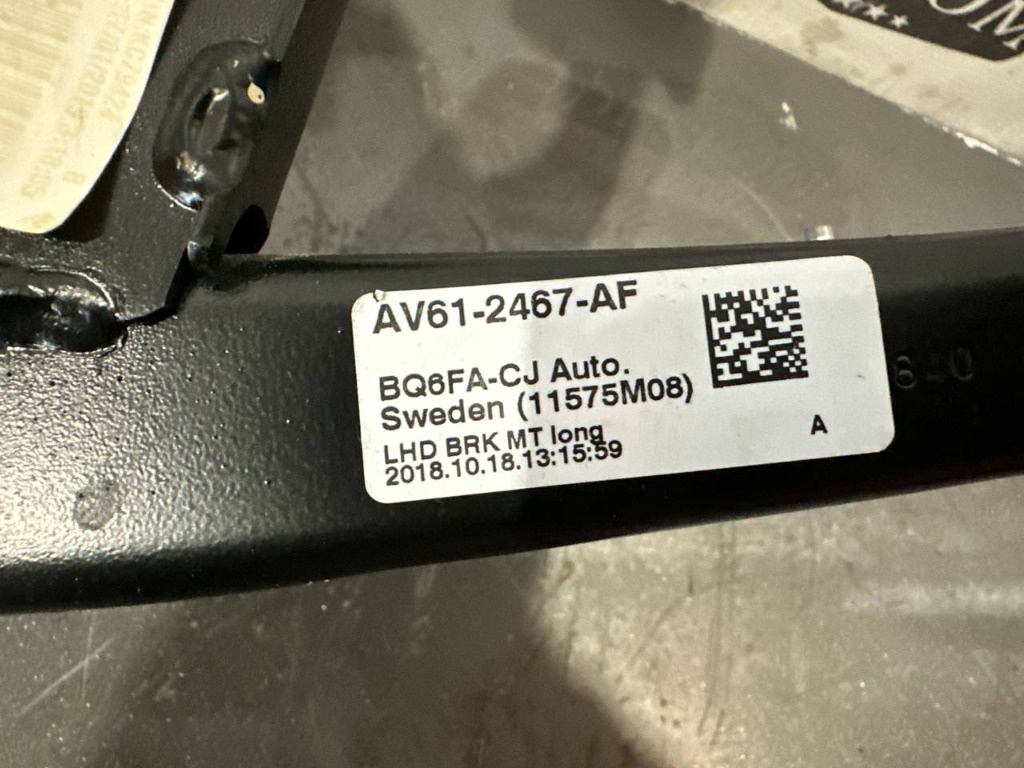 AV61-2467-AF
BQ6FA-CJ Auto.
Sweden (11575M08)
LHD BRK MT long
2018.10.18.13:15:59
A